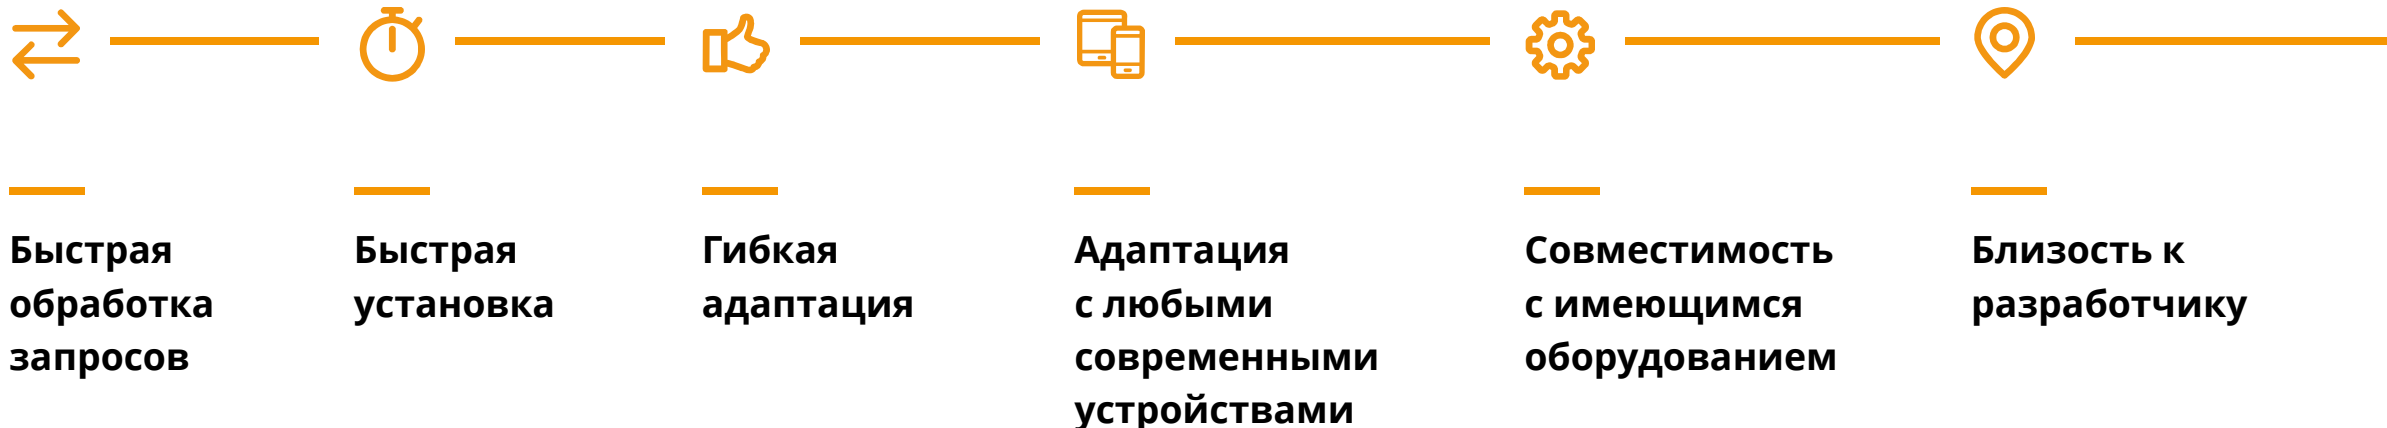 Быстрая
обработка
запросов
Быстрая
установка
Гибкая
адаптация
Адаптация
с любыми
современными
устройствами
Совместимость
с имеющимся
оборудованием
Близость к
разработчику